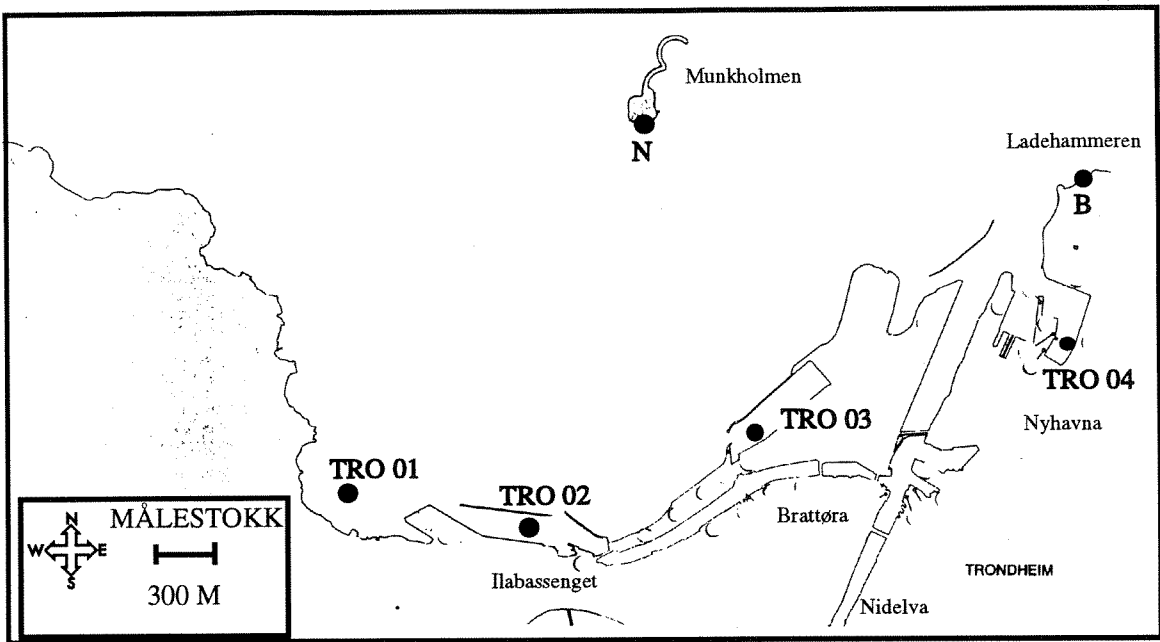 Munkholmen
N
Ladehammeren
B
TRO 04
TRO 03
Nyhavna
TRO 01
TRO 02
Brattøra
Ilabassenget
TRONDHEIM
Nidelva
MÅLESTOKK
N
W E
S
300 M